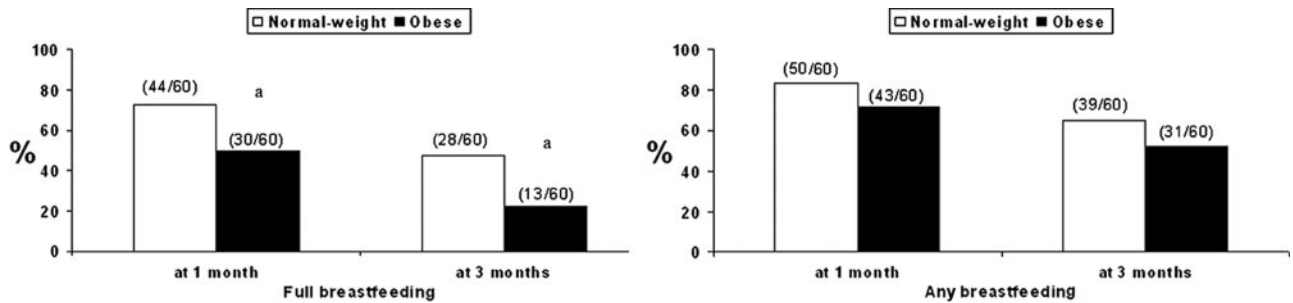 Normal-weight Obese
100
80
60
40
20
0
%
(44/60)
a
(30/60)
(28/60)
a
(13/60)
at 1 month
at 3 months
Full breastfeeding
Normal-weight Obese
100
80
60
40
20
0
%
(50/60)
(43/60)
(39/60)
(31/60)
at 1 month
at 3 months
Any breastfeeding